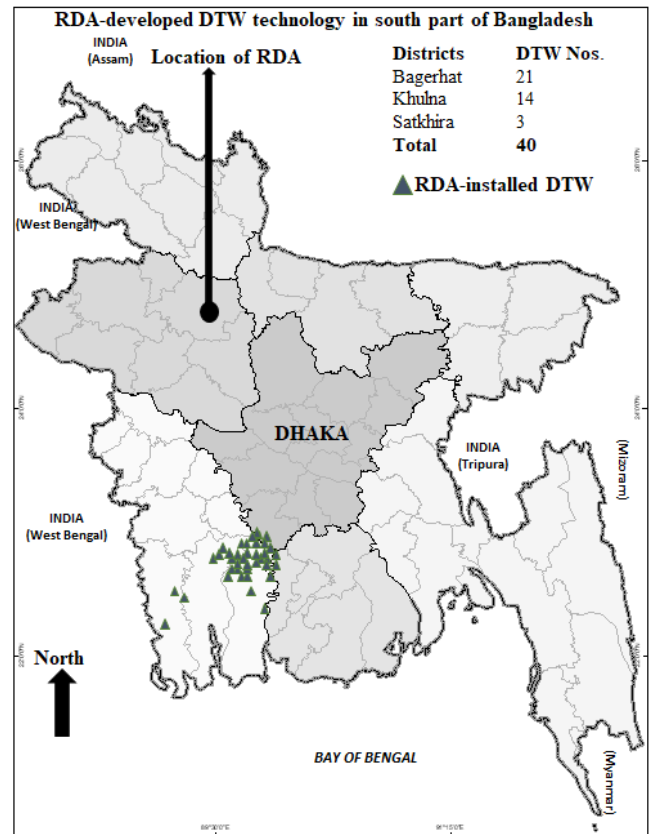 RDA-developed DTW technology in south part of Bangladesh
INDIA
(Assam)
Location of RDA
Districts DTW Nos.
Bagerhat 21
Khulna 14
Satkhira 3
Total 40
RDA-installed DTW
INDIA
(West Bengal)
DHAKA
INDIA
(Tripura)
(Mizoram)
INDIA
(West Bengal)
North
BAY OF BENGAL
(Myanmar)